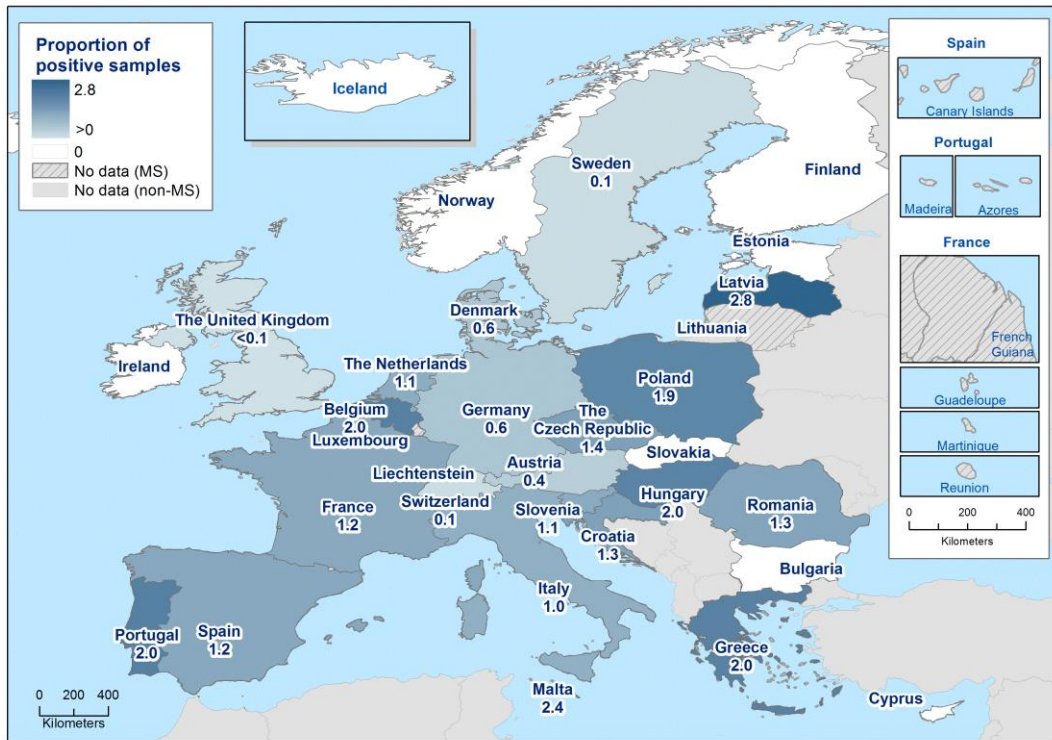 Proportion of
positive samples
2.8
>0
0
No data (MS)
No data (non-MS)
Iceland
Spain
Canary Islands
Portugal
Madeira
Azores
France
French
Guiana
Guadeloupe
Martinique
Reunion
0 200 400
Kilometers
Sweden
0.1
Finland
Norway
Estonia
Latvia
2.8
Lithuania
Denmark
0.6
The United Kingdom
<0.1
Ireland
The Netherlands
1.1
Belgium
2.0
Luxembourg
Germany
0.6
Poland
1.9
The
Czech Republic
1.4
Slovakia
Austria
0.4
Liechtenstein
Switzerland
0.1
France
1.2
Slovenia
1.1
Hungary
2.0
Romania
1.3
Croatia
1.3
Bulgaria
Italy
1.0
Portugal
2.0
Spain
1.2
Greece
2.0
Malta
2.4
Cyprus
0 200 400
Kilometers